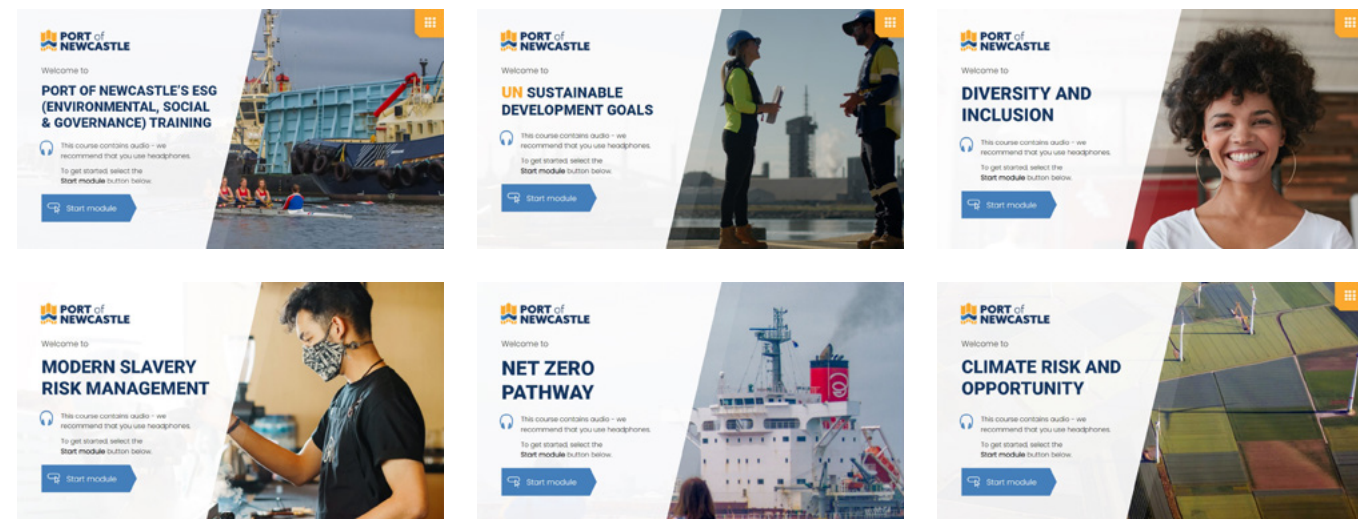 PORT of
NEWCASTLE
Welcome to
PORT OF NEWCASTLE'S ESG
(ENVIRONMENTAL, SOCIAL
& GOVERNANCE) TRAINING
This course contains audio - we
recommend that you use headphones.
To get started, select the
Start module button below.
Start module
PORT of
NEWCASTLE
Welcome to
UN SUSTAINABLE
DEVELOPMENT GOALS
This course contains audio - we
recommend that you use headphones.
To get started, select the
Start module button below.
Start module
PORT of
NEWCASTLE
Welcome to
DIVERSITY AND
INCLUSION
This course contains audio - we
recommend that you use headphones.
To get started, select the
Start module button below.
Start module
PORT of
NEWCASTLE
Welcome to
MODERN SLAVERY
RISK MANAGEMENT
This course contains audio - we
recommend that you use headphones.
To get started, select the
Start module button below.
Start module
PORT of
NEWCASTLE
Welcome to
NET ZERO
PATHWAY
This course contains audio - we
recommend that you use headphones.
To get started, select the
Start module button below.
Start module
PORT of
NEWCASTLE
Welcome to
CLIMATE RISK AND
OPPORTUNITY
This course contains audio - we
recommend that you use headphones.
To get started, select the
Start module button below.
Start module